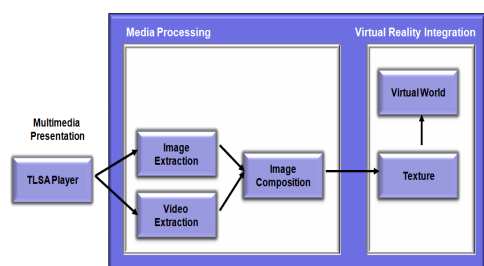 Media Processing
Virtual Reality Integration
Multimedia
Presentation
TLSA Player
Image
Extraction
Video
Extraction
Image
Composition
Virtual World
Texture